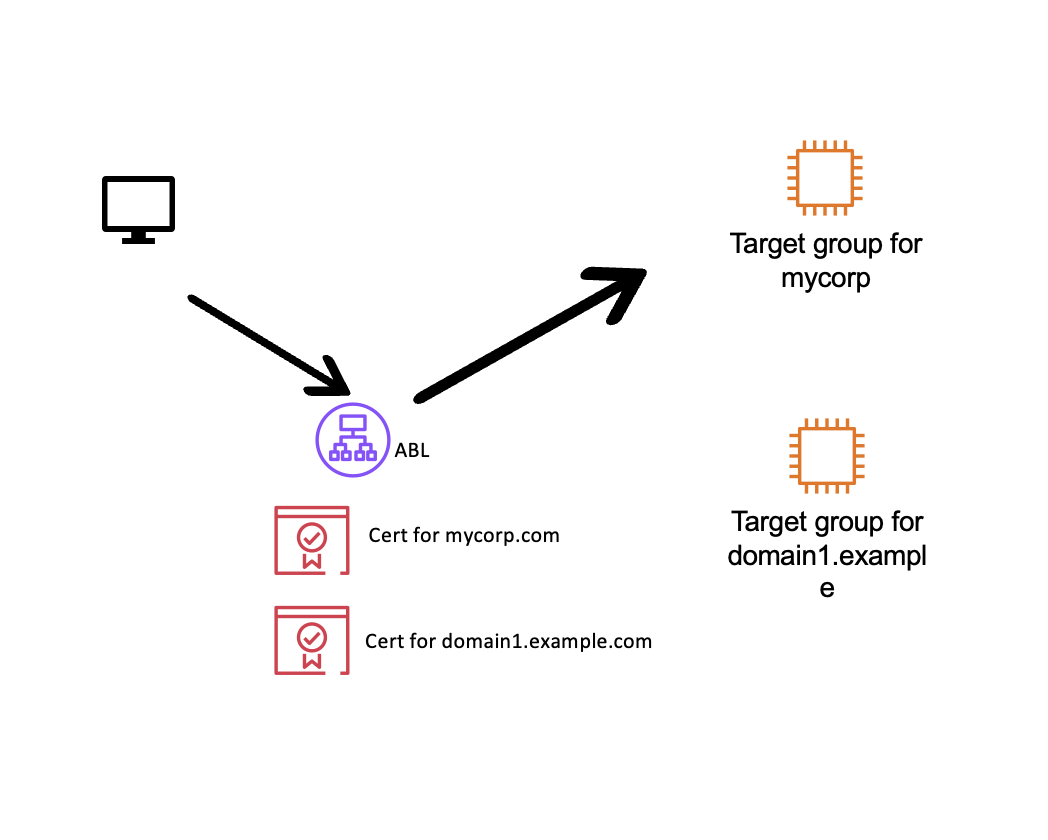 Target group for
mycorp
ABL
Cert for mycorp.com
Target group for
domain1.exampl
e
Cert for domain1.example.com